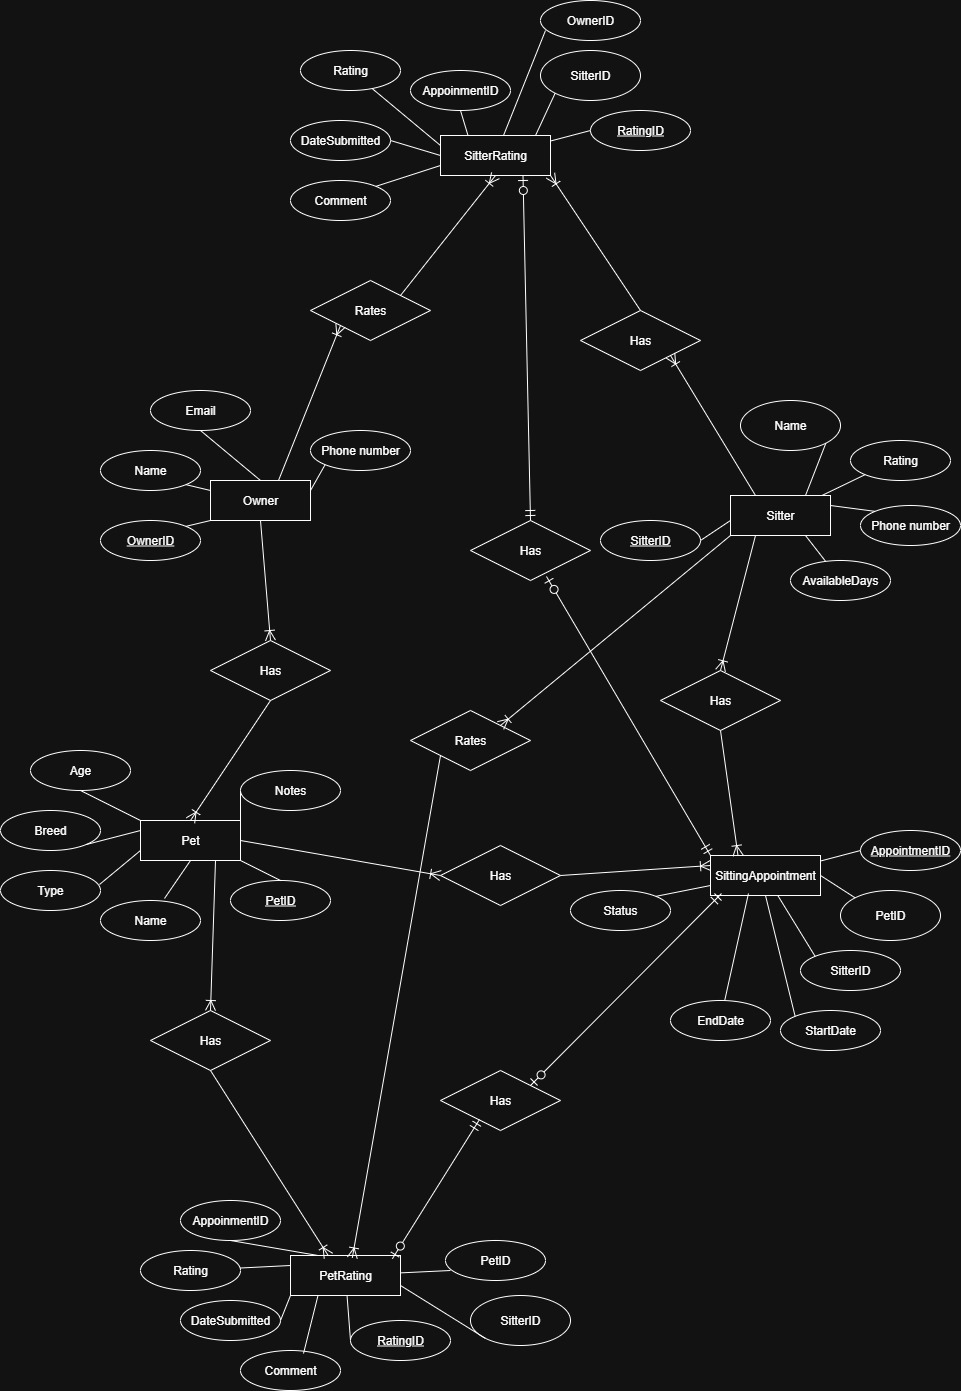 OwnerID
Rating
SitterID
AppoinmentID
RatingID
DateSubmitted
SitterRating
Comment
Rates
Has
Email
Name
Phone number
Rating
Name
Owner
Sitter
Phone number
OwnerID
SitterID
Has
AvailableDays
Has
Has
Rates
Age
Notes
Breed
Pet
AppointmentID
Has
SittingAppointment
Type
PetID
Name
Status
PetID
SitterID
EndDate
StartDate
Has
Has
AppoinmentID
PetID
Rating
PetRating
DateSubmitted
SitterID
RatingID
Comment